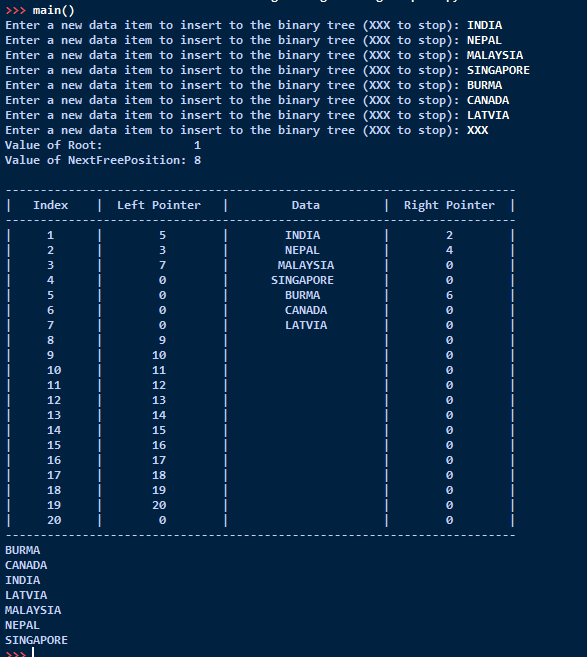 >>> main()
Enter a new data item to insert to the binary tree (XXX to stop): INDIA
Enter a new data item to insert to the binary tree (XXX to stop): NEPAL
Enter a new data item to insert to the binary tree (XXX to stop): MALAYSIA
Enter a new data item to insert to the binary tree (XXX to stop): SINGAPORE
Enter a new data item to insert to the binary tree (XXX to stop): BURMA
Enter a new data item to insert to the binary tree (XXX to stop): CANADA
Enter a new data item to insert to the binary tree (XXX to stop): LATVIA
Enter a new data item to insert to the binary tree (XXX to stop): XXX
Value of Root:             1
Value of NextFreePosition: 8

-------------------------------------------------------------------------
|   Index    |  Left Pointer   |         Data         |  Right Pointer  |
-------------------------------------------------------------------------
|     1      |        5        |        INDIA         |        2        |
|     2      |        3        |        NEPAL         |        4        |
|     3      |        7        |       MALAYSIA       |        0        |
|     4      |        0        |      SINGAPORE       |        0        |
|     5      |        0        |        BURMA         |        6        |
|     6      |        0        |        CANADA        |        0        |
|     7      |        0        |        LATVIA        |        0        |
|     8      |        9        |                      |        0        |
|     9      |       10        |                      |        0        |
|     10     |       11        |                      |        0        |
|     11     |       12        |                      |        0        |
|     12     |       13        |                      |        0        |
|     13     |       14        |                      |        0        |
|     14     |       15        |                      |        0        |
|     15     |       16        |                      |        0        |
|     16     |       17        |                      |        0        |
|     17     |       18        |                      |        0        |
|     18     |       19        |                      |        0        |
|     19     |       20        |                      |        0        |
|     20     |        0        |                      |        0        |
-------------------------------------------------------------------------
BURMA
CANADA
INDIA
LATVIA
MALAYSIA
NEPAL
SINGAPORE
>>>